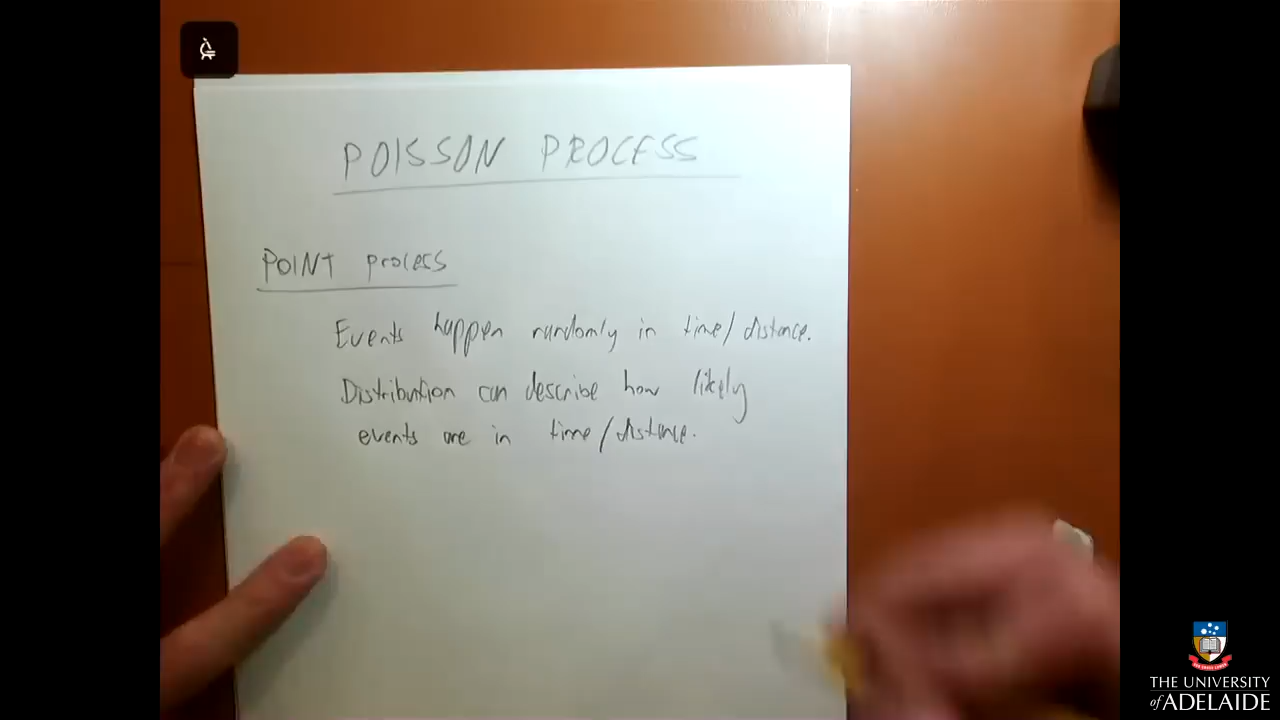 POISSON PROCESS
POINT process
Events happen randomly in time/distance.
Distribution can describe how likely
events are in time/distance.
THE UNIVERSITY
of ADELAIDE